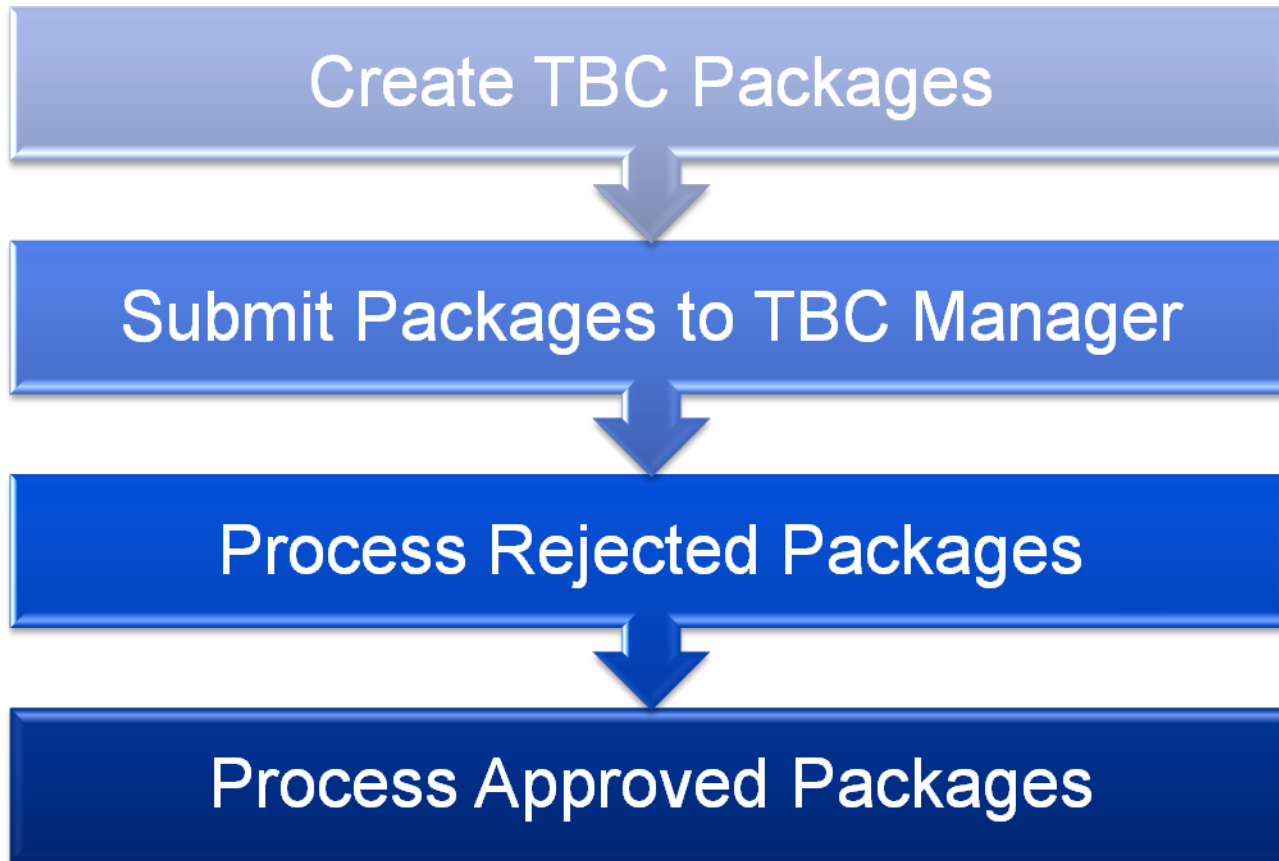 Create TBC Packages
Submit Packages to TBC Manager
Process Rejected Packages
Process Approved Packages